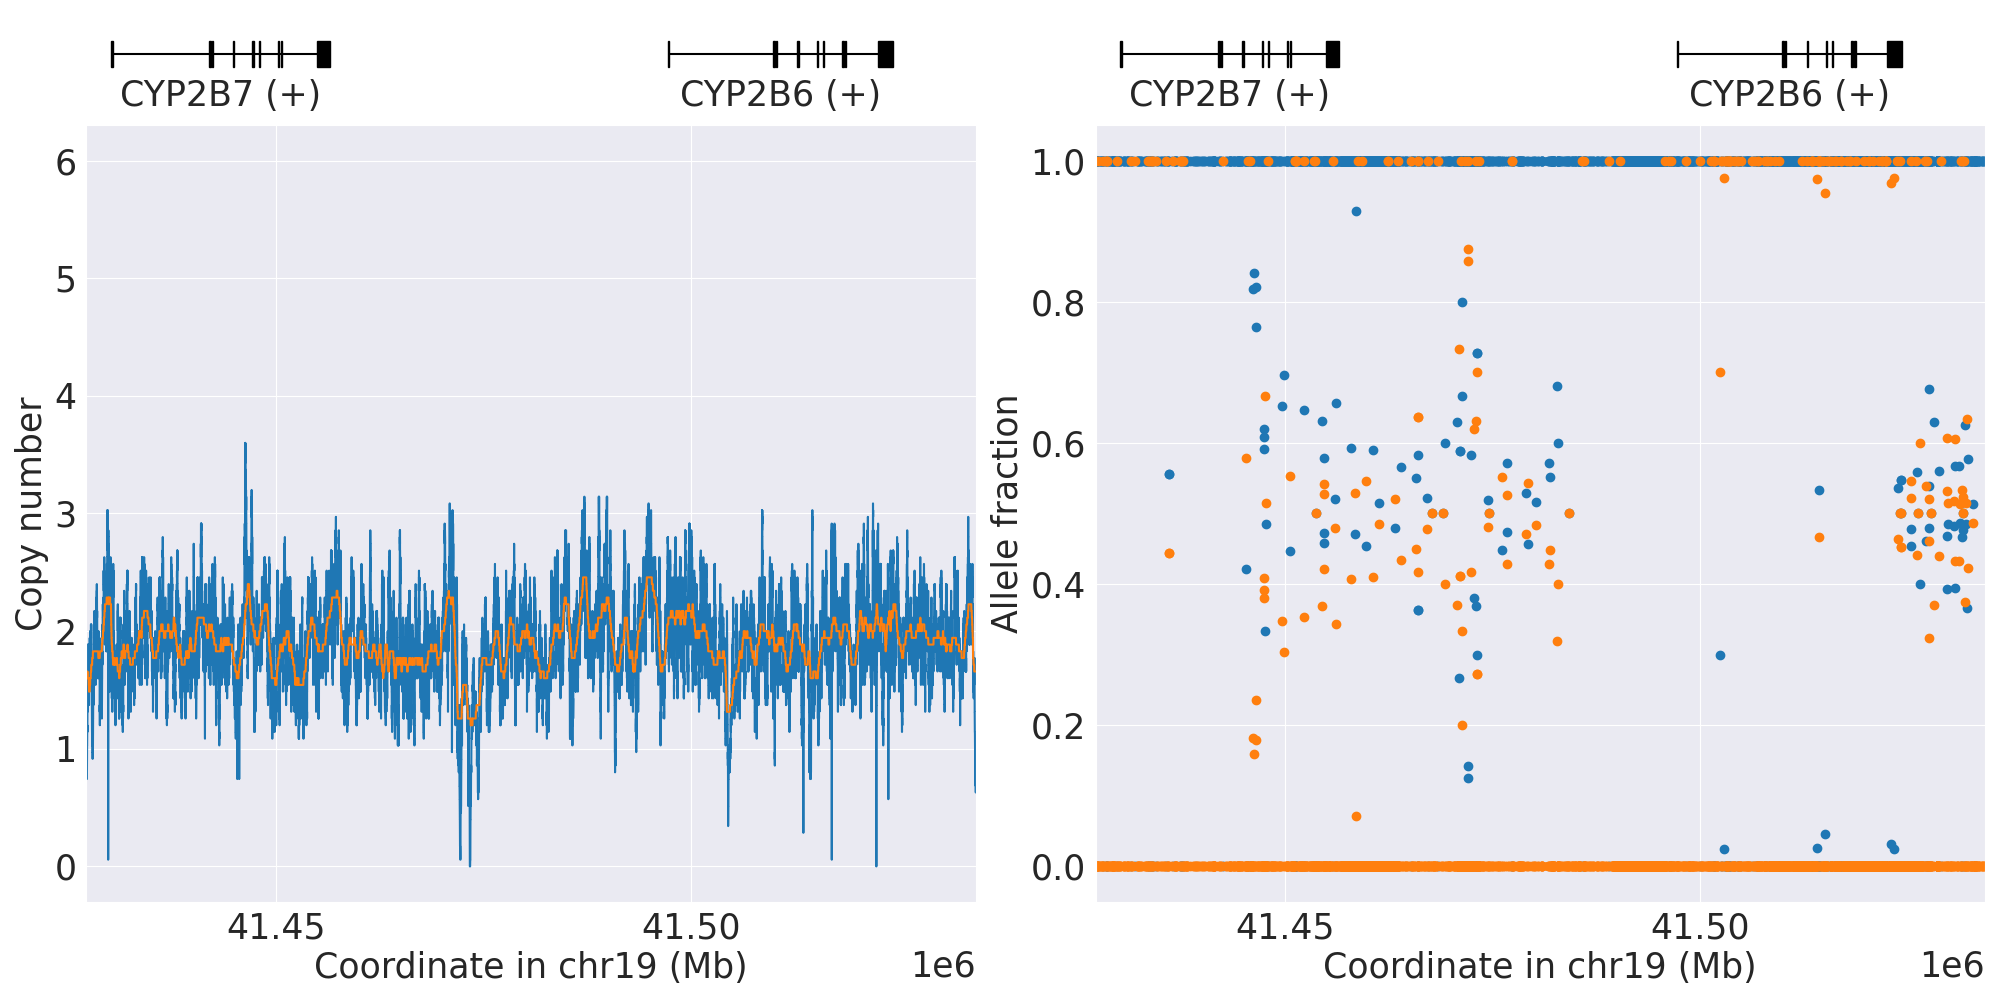 CYP2B7 (+)
CYP2B6 (+)
Copy number
6
5
4
3
2
1
0
41.45
41.50
Coordinate in chr19 (Mb)
1e6
CYP2B7 (+)
CYP2B6 (+)
Allele fraction
1.0
0.8
0.6
0.4
0.2
0.0
41.45
41.50
Coordinate in chr19 (Mb)
1e6